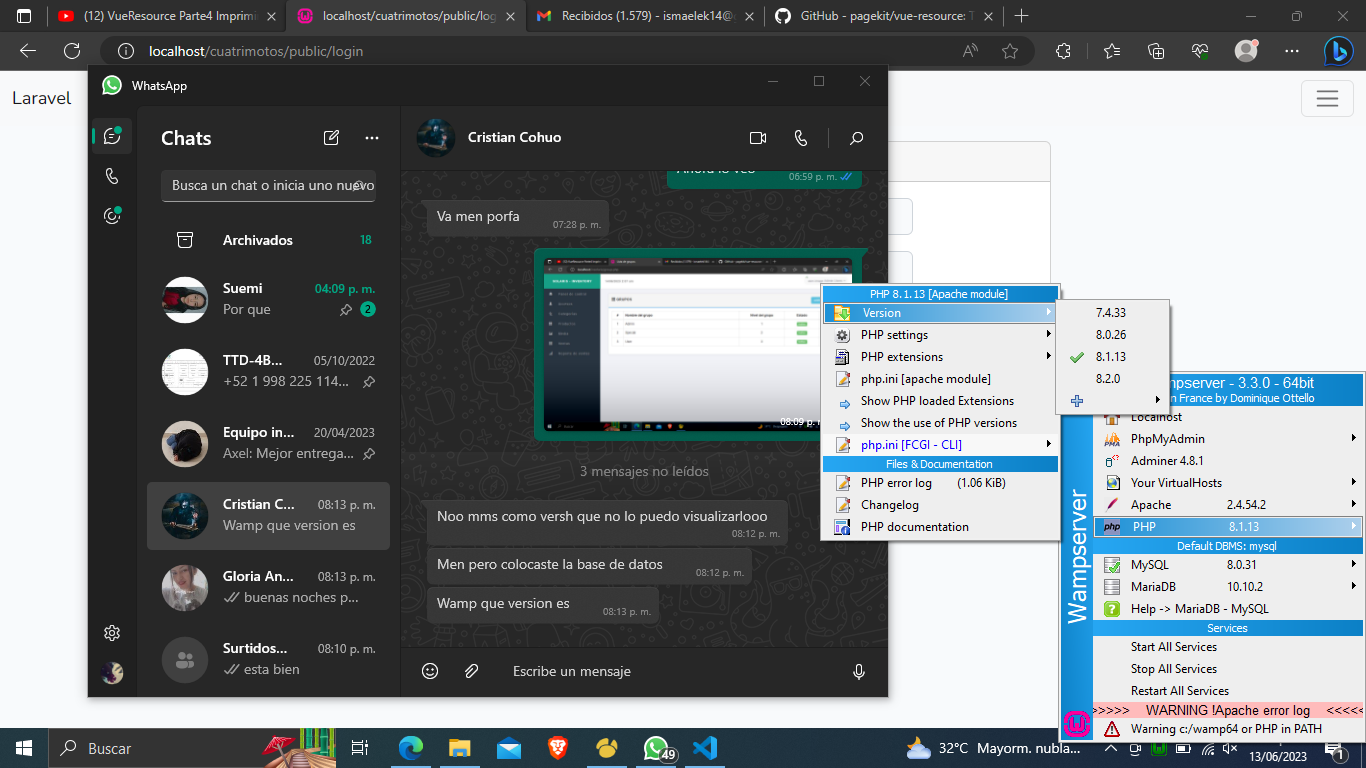 (12) VueResource Parte4 Imprimi
localhost/cuatrimotos/public/log
Recibidos (1.579) - ismaelek14@
GitHub - pagekit/vue-resource: T
localhost/cuatrimotos/public/login
Laravel
WhatsApp
Chats
Busca un chat o inicia uno nuevo
Archivados 18
Suemi 04:09 p. m.
Por que 2
TTD-4B... 05/10/2022
+52 1 998 225 114...
Equipo in... 20/04/2023
Axel: Mejor entrega...
Cristian C... 08:13 p. m.
Wamp que version es
Gloria An... 08:13 p. m.
buenas noches p...
Surtidos... 08:10 p. m.
esta bien
Cristian Cohuo
06:59 p. m.
Va men porfa
07:28 p. m.
08:09 p.
3 mensajes no leídos
Noo mms como versh que no lo puedo visualizarlooo
08:12 p. m.
Men pero colocaste la base de datos
08:12 p. m.
Wamp que version es
08:13 p. m.
Escribe un mensaje
PHP 8.1.13 [Apache module]
Version
PHP settings
PHP extensions
php.ini [apache module]
Show PHP loaded Extensions
Show the use of PHP versions
php.ini [FCGI - CLI]
Files & Documentation
PHP error log (1.06 KiB)
Changelog
PHP documentation
7.4.33
8.0.26
8.1.13
8.2.0
mpserver - 3.3.0 - 64bit
n France by Dominique Ottello
Localhost
PhpMyAdmin
Adminer 4.8.1
Your VirtualHosts
Apache 2.4.54.2
php PHP 8.1.13
Default DBMS: mysql
MySQL 8.0.31
MariaDB 10.10.2
Help -> MariaDB - MySQL
Services
Start All Services
Stop All Services
Restart All Services
>>>>> WARNING !Apache error log <<<<<
Warning c:/wamp64 or PHP in PATH
Wampserver
Buscar
49
32°C Mayorm. nubla...
13/06/2023
1